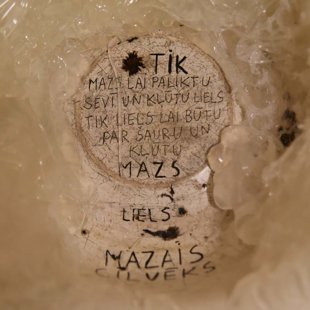 TIK
MAZS LAI PALIKTU
SEVĪ UN KĻŪTU LIELS
TIK LIELS LAI BŪTU
PAR ŠAURU UN
KĻŪTU
MAZS
LIELS
MAZAIS
CILVĒKS